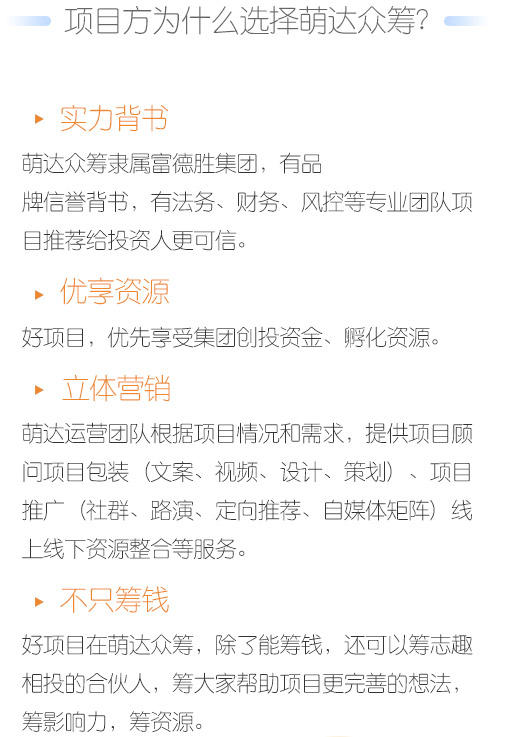 项目方为什么选择萌达众筹?
实力背书
萌达众筹隶属富德胜集团，有品
牌信誉背书，有法务、财务、风控等专业团队项
目推荐给投资人更可信。
优享资源
好项目，优先享受集团创投资金、孵化资源。
立体营销
萌达运营团队根据项目情况和需求，提供项目顾
问项目包装（文案、视频、设计、策划）、项目
推广（社群、路演、定向推荐、自媒体矩阵）线
上线下资源整合等服务。
不只筹钱
好项目在萌达众筹，除了能筹钱，还可以筹志趣
相投的合伙人，筹大家帮助项目更完善的想法，
筹影响力，筹资源。